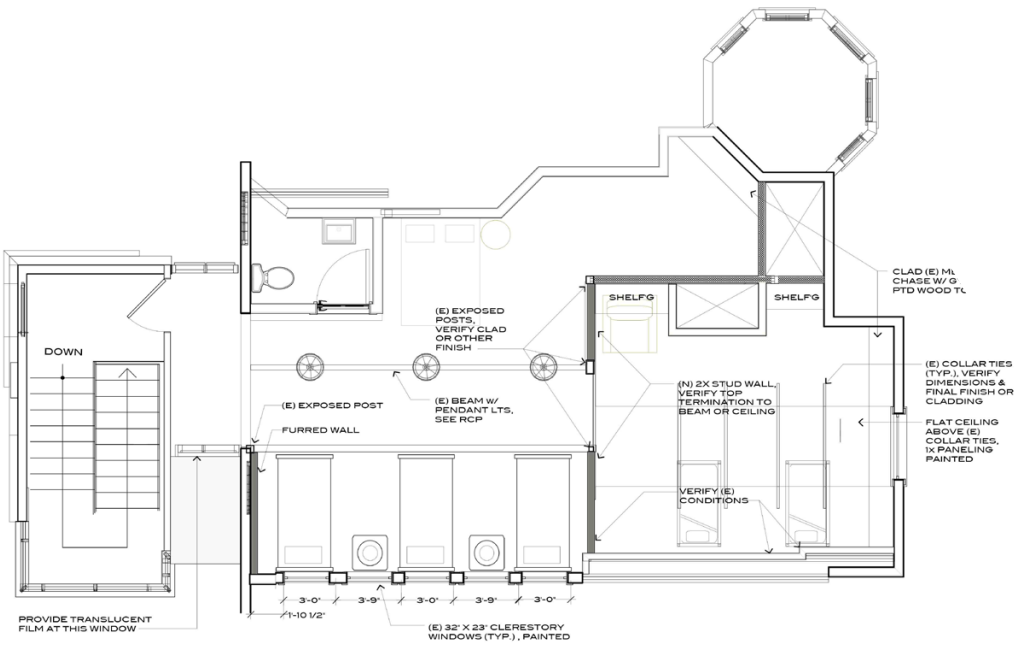 CLAD (E) M
CHASE W/ G
PTD WOOD
SHELF'G
SHELF'G
(E) EXPOSED
POSTS,
VERIFY CLAD
OR OTHER
FINISH
DOWN
(E) COLLAR TIES
(TYP.), VERIFY
DIMENSIONS &
FINAL FINISH OR
CLADDING
(N) 2X STUD WALL,
VERIFY TOP
TERMINATION TO
BEAM OR CEILING
(E) EXPOSED POST
(E) BEAM W/
PENDANT LTS,
SEE RCP
FURRED WALL
FLAT CEILING
ABOVE (E)
COLLAR TIES,
1X PANELING
PAINTED
VERIFY (E)
CONDITIONS
3'-0" 3'-9" 3'-0" 3'-9" 3'-0"
1'-10 1/2"
PROVIDE TRANSLUCENT
FILM AT THIS WINDOW
(E) 32" X 23" CLERESTORY
WINDOWS (TYP.) , PAINTED